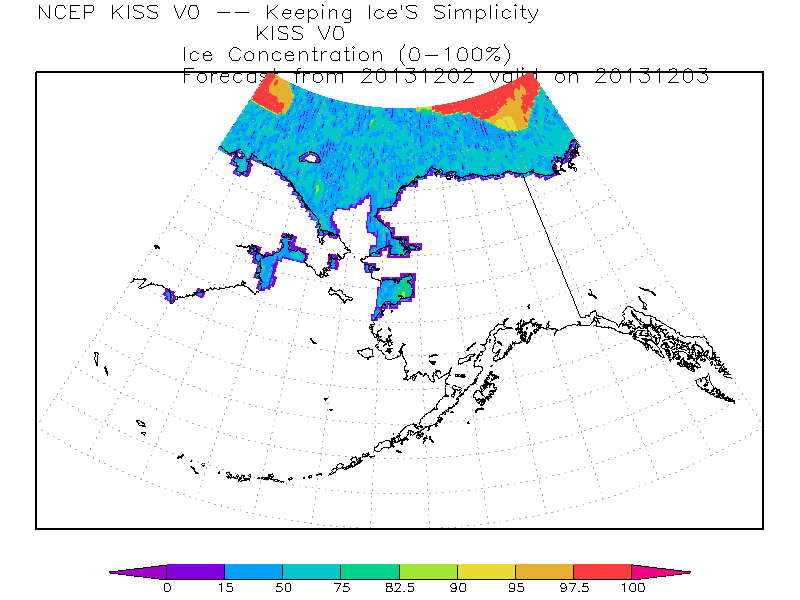 NCEP KISS V0 -- Keeping Ice'S Simplicity
KISS V0
Ice Concentration (0-100%)
Forecast from 20131202 valid on 20131203
0 15 50 75 82.5 90 95 97.5 100